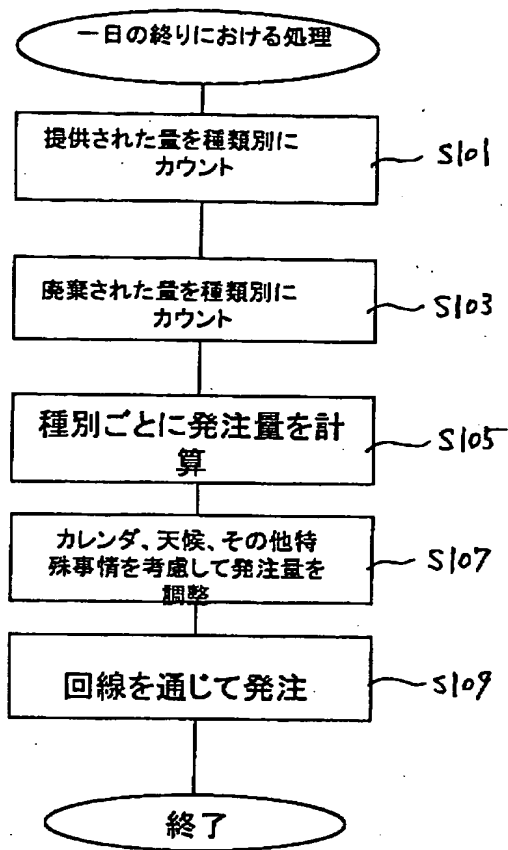 一日の終りにおける処理
提供された量を種類別に
カウント
S101
廃棄された量を種類別に
カウント
S103
種別ごとに発注量を計
算
S105
カレンダ、天候、その他特
殊事情を考慮して発注量を
調整
S107
回線を通じて発注
S109
終了